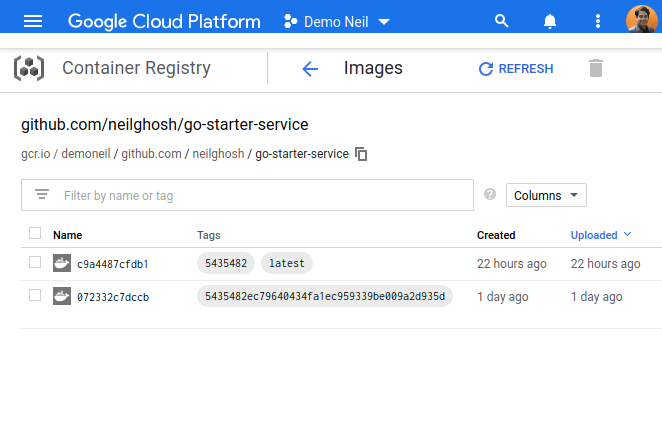 Google Cloud Platform Demo Neil
Container Registry Images REFRESH
github.com/neilghosh/go-starter-service
gcr.io / demoneil / github.com / neilghosh / go-starter-service
Filter by name or tag ? Columns
Name Tags Created Uploaded
c9a4487cfdb1 5435482 latest 22 hours ago 22 hours ago
072332c7dccb 5435482ec79640434fa1ec959339be009a2d935d 1 day ago 1 day ago